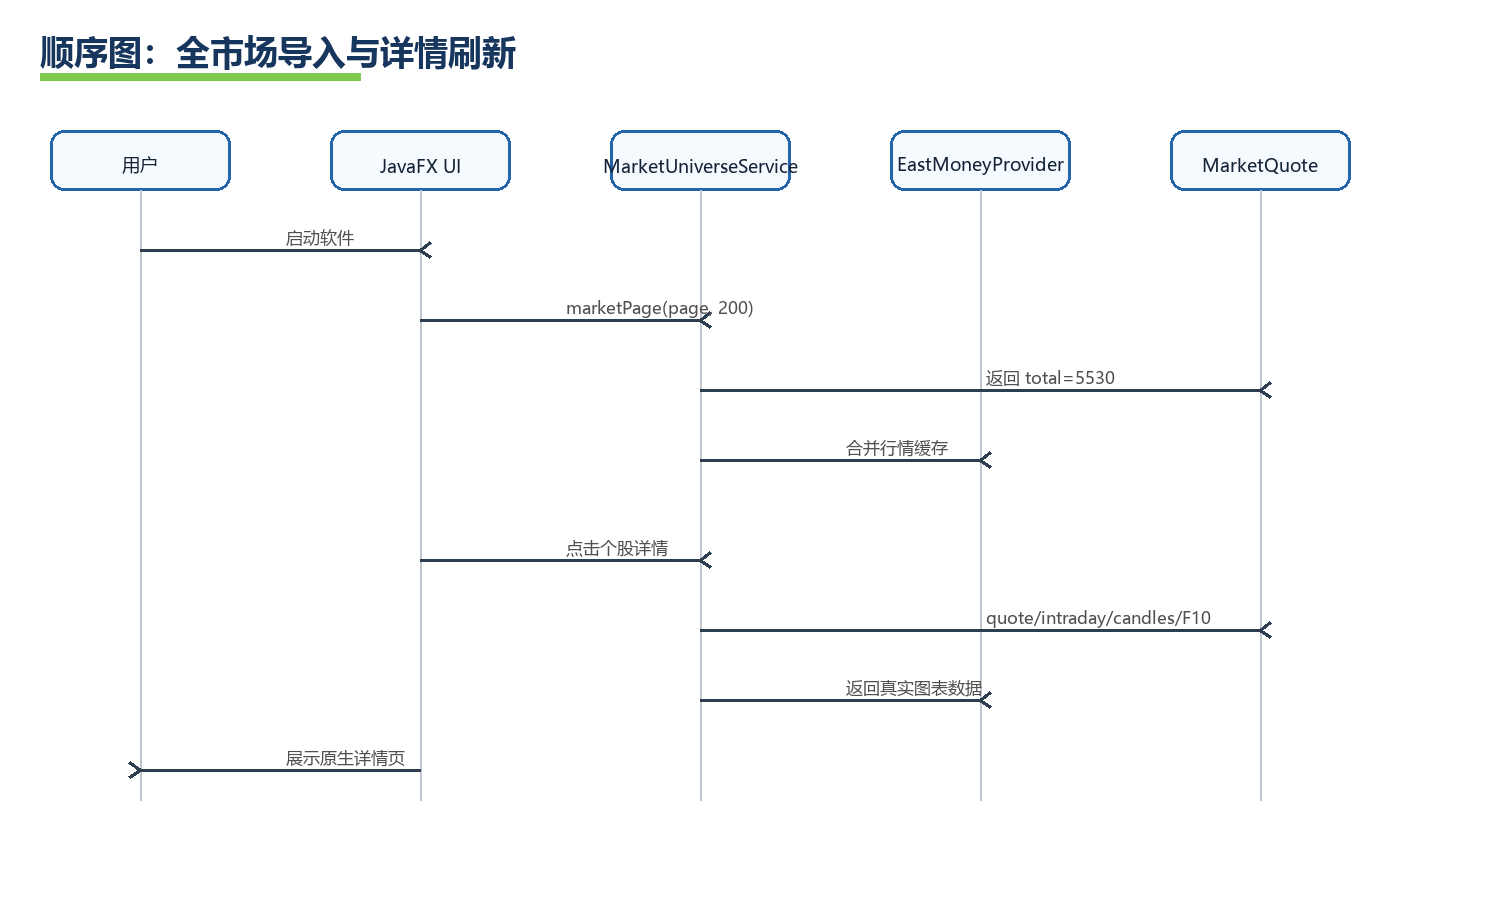 顺序图：全市场导入与详情刷新
用户
JavaFX UI
MarketUniverseService
EastMoneyProvider
MarketQuote
启动软件
marketPage(page, 200)
返回 total=5530
合并行情缓存
点击个股详情
quote/intraday/candles/F10
返回真实图表数据
展示原生详情页